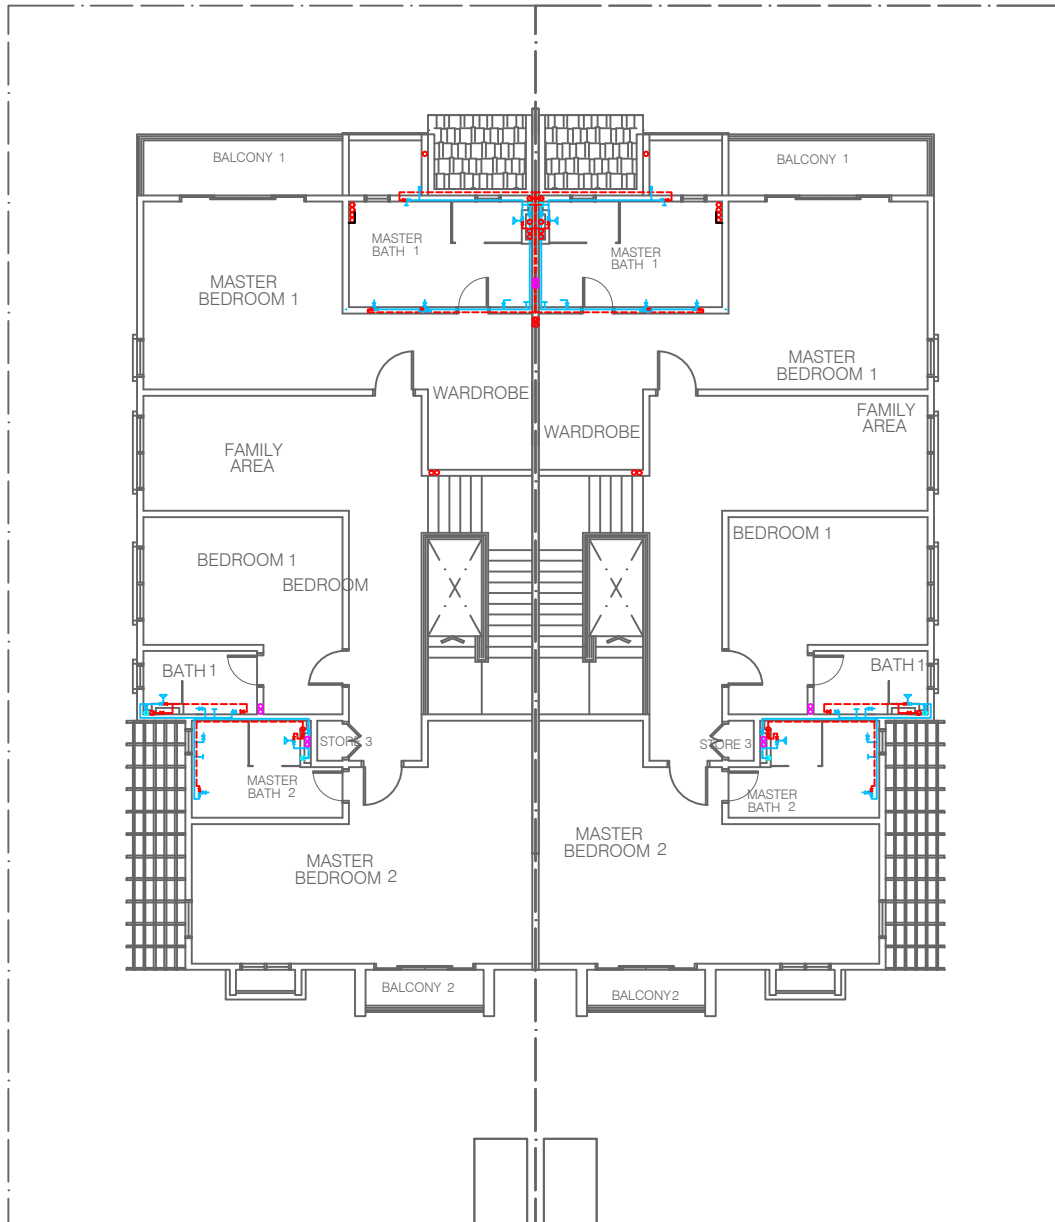 BALCONY 1
BALCONY 1
MASTER
BATH 1
MASTER
BATH 1
MASTER
BEDROOM 1
MASTER
BEDROOM 1
WARDROBE
WARDROBE
FAMILY
AREA
FAMILY
AREA
BEDROOM 1
BEDROOM
BEDROOM 1
X
X
BATH 1
BATH 1
STORE 3
STORE 3
MASTER
BATH 2
MASTER
BATH 2
MASTER
BEDROOM 2
MASTER
BEDROOM 2
BALCONY 2
BALCONY2